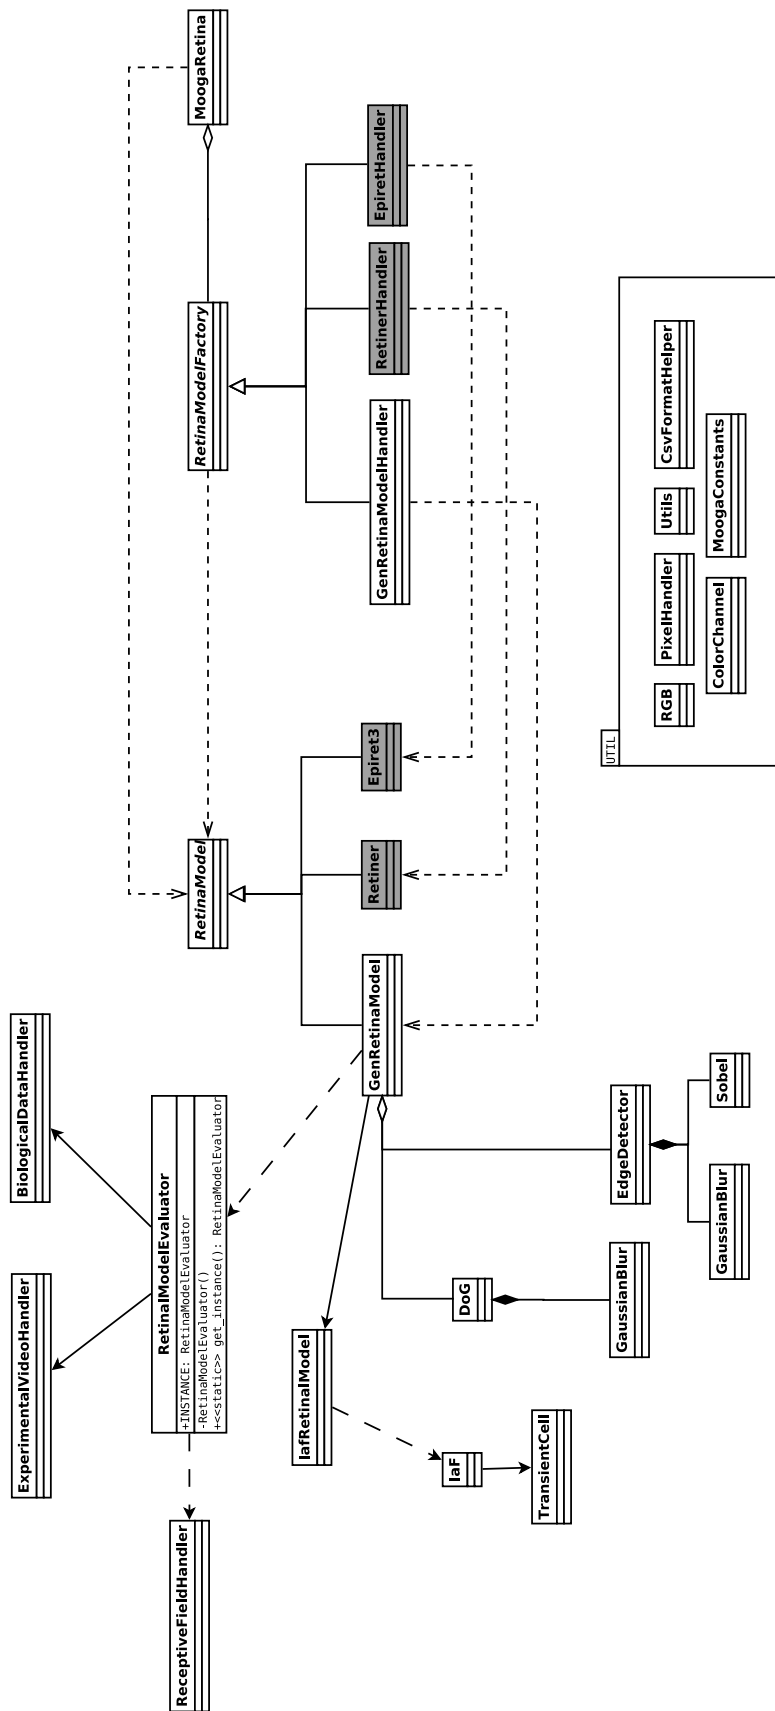 ExperimentalVideoHandler
BiologicalDataHandler
RetinalModelEvaluator
+INSTANCE: RetinaModelEvaluator
-RetinaModelEvaluator()
+<<static>> get_instance(): RetinaModelEvaluator
ReceptiveFieldHandler
RetinaModel
RetinaModelFactory
MoogaRetina
IafRetinalModel
GenRetinaModel
Retiner
Epiret3
GenRetinaModelHandler
RetinerHandler
EpiretHandler
IaF
DoG
TransientCell
GaussianBlur
EdgeDetector
GaussianBlur
Sobel
UTIL
RGB
PixelHandler
Utils
CsvFormatHelper
ColorChannel
MoogaConstants